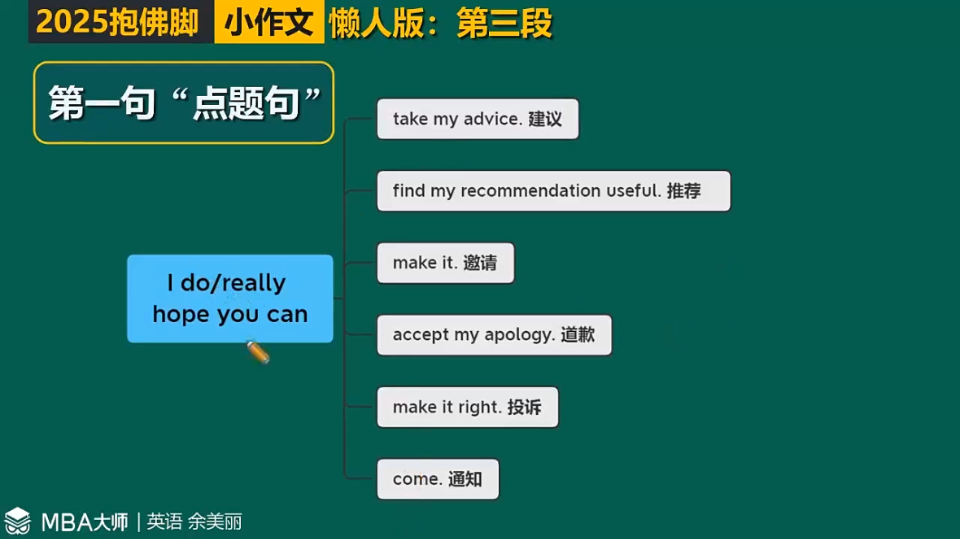 2025抱佛脚 小作文 懒人版：第三段
第一句“点题句”
I do/really
hope you can
take my advice. 建议
find my recommendation useful. 推荐
make it. 邀请
accept my apology. 道歉
make it right. 投诉
come. 通知
MBA大师 | 英语 余美丽